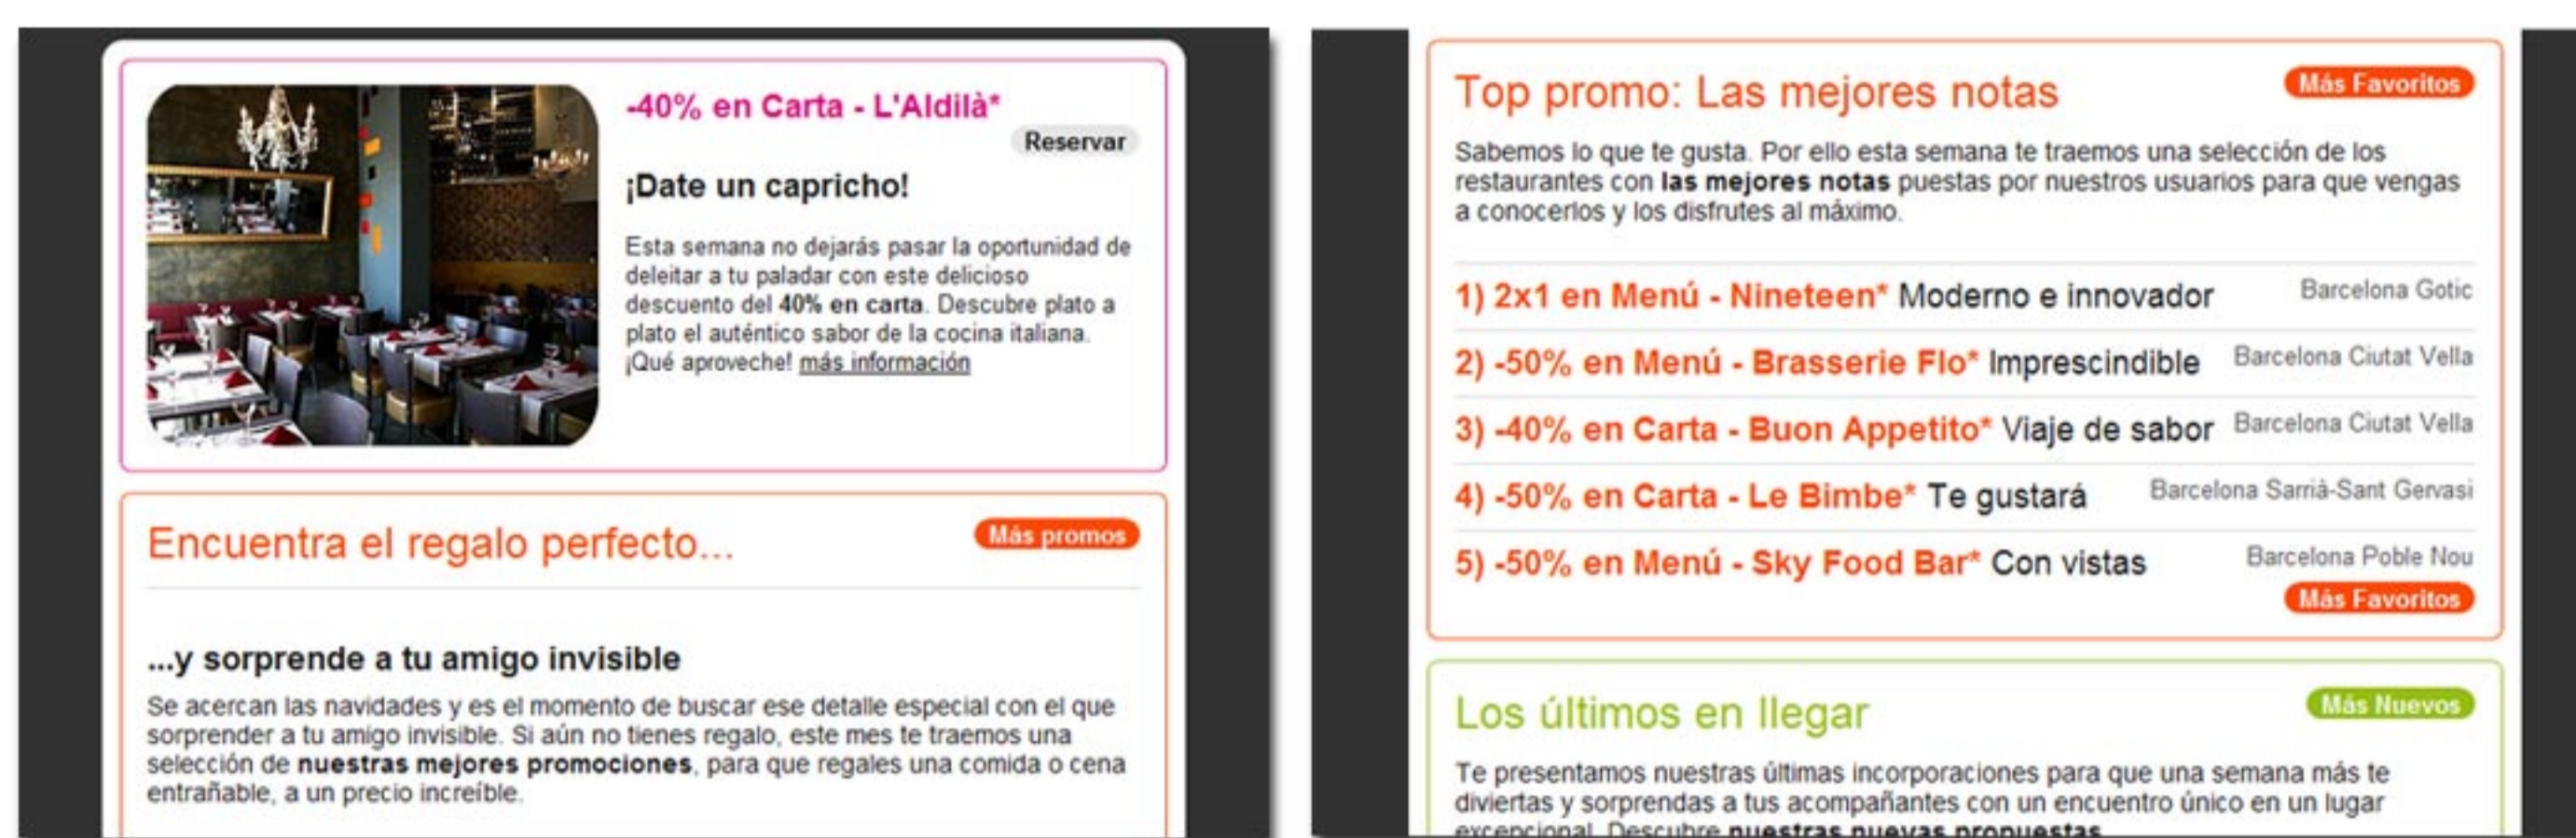 -40% en Carta - L'Aldilà*
Reservar
¡Date un capricho!
Esta semana no dejarás pasar la oportunidad de
deleitar a tu paladar con este delicioso
descuento del 40% en carta. Descubre plato a
plato el auténtico sabor de la cocina italiana.
¡Qué aproveche! más información
Encuentra el regalo perfecto...
Más promos
...y sorprende a tu amigo invisible
Se acercan las navidades y es el momento de buscar ese detalle especial con el que
sorprender a tu amigo invisible. Si aún no tienes regalo, este mes te traemos una
selección de nuestras mejores promociones, para que regales una comida o cena
entrañable, a un precio increíble.
Top promo: Las mejores notas
Más Favoritos
Sabemos lo que te gusta. Por ello esta semana te traemos una selección de los
restaurantes con las mejores notas puestas por nuestros usuarios para que vengas
a conocerlos y los disfrutes al máximo.
1) 2x1 en Menú - Nineteen* Moderno e innovador Barcelona Gotic
2) -50% en Menú - Brasserie Flo* Imprescindible Barcelona Ciutat Vella
3) -40% en Carta - Buon Appetito* Viaje de sabor Barcelona Ciutat Vella
4) -50% en Carta - Le Bimbe* Te gustará Barcelona Sarrià-Sant Gervasi
5) -50% en Menú - Sky Food Bar* Con vistas Barcelona Poble Nou
Más Favoritos
Los últimos en llegar
Más Nuevos
Te presentamos nuestras últimas incorporaciones para que una semana más te
diviertas y sorprendas a tus acompañantes con un encuentro único en un lugar
excepcional. Descubre nuestras nuevas propuestas